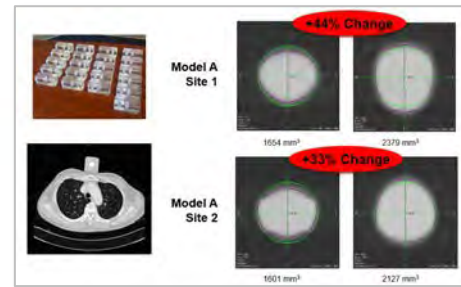 +44% Change
Model A
Site 1
1654 mm³
2379 mm³
+33% Change
Model A
Site 2
1601 mm³
2127 mm³